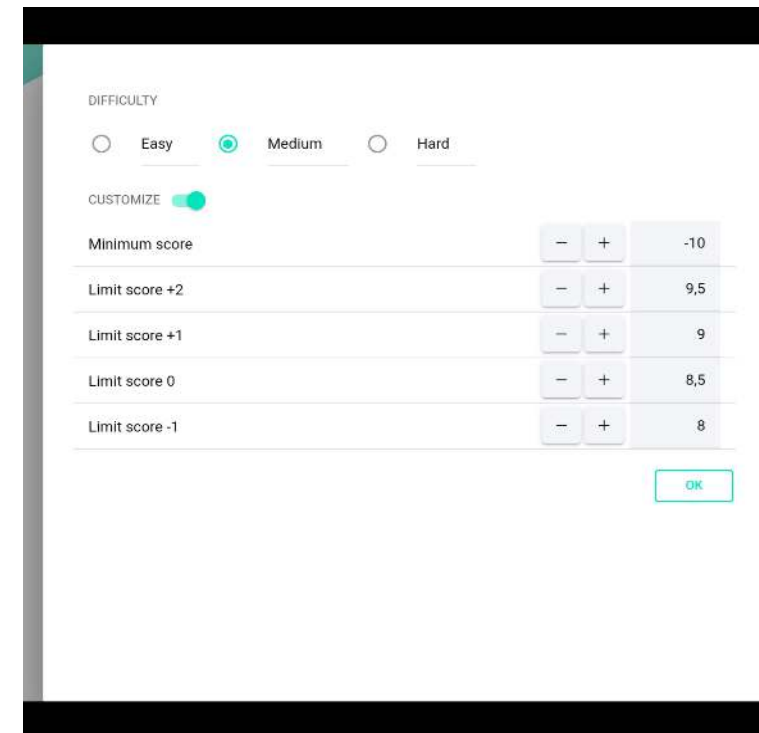 DIFFICULTY
Easy Medium Hard
CUSTOMIZE
Minimum score - + -10
Limit score +2 - + 9,5
Limit score +1 - + 9
Limit score 0 - + 8,5
Limit score -1 - + 8
OK